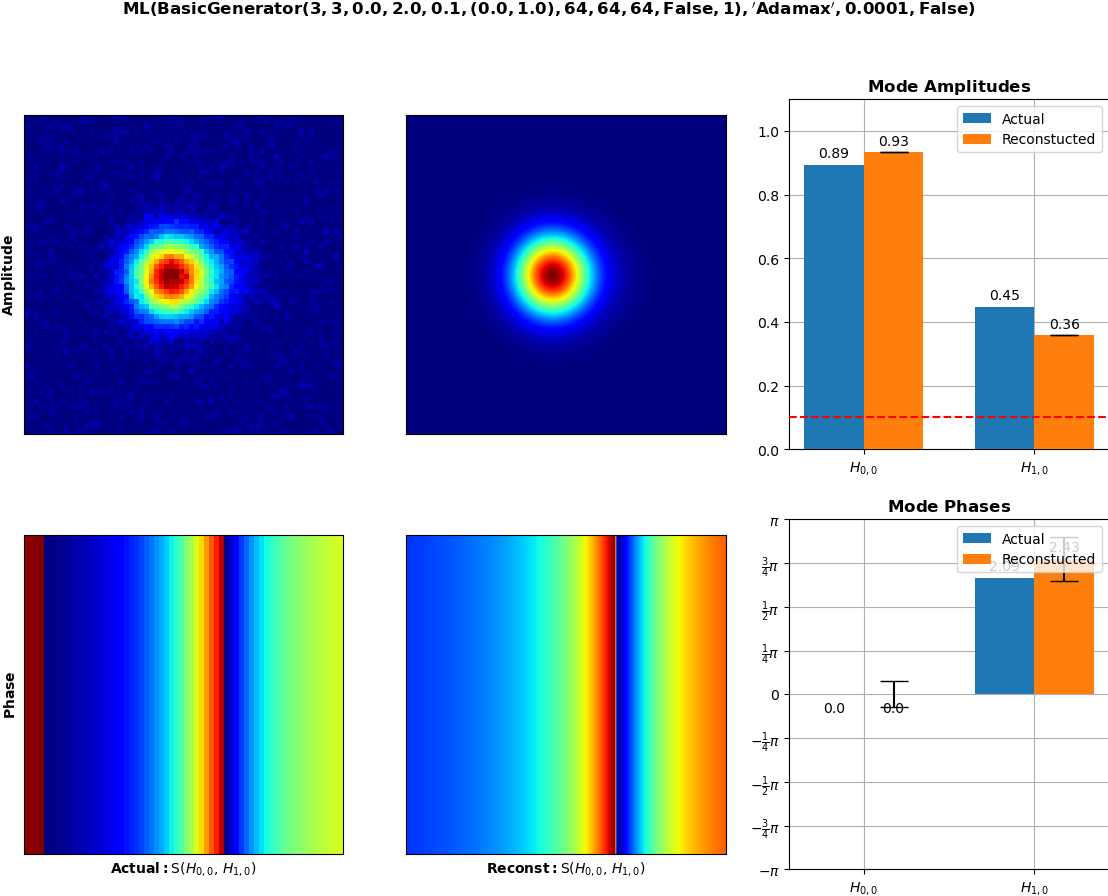 ML(BasicGenerator(3, 3, 0.0, 2.0, 0.1, (0.0, 1.0), 64, 64, 64, False, 1), ′Adamax′, 0.0001, False)
Mode Amplitudes
Actual
Reconstucted
0.89
0.93
0.45
0.36
1.0
0.8
0.6
0.4
0.2
0.0
H0, 0
H1, 0
Amplitude
Mode Phases
Actual
Reconstucted
2.09
2.43
0.0
0.0
π
3/4π
1/2π
1/4π
0
−1/4π
−1/2π
−3/4π
−π
H0, 0
H1, 0
Phase
Actual: S(H0, 0, H1, 0)
Reconst: S(H0, 0, H1, 0)